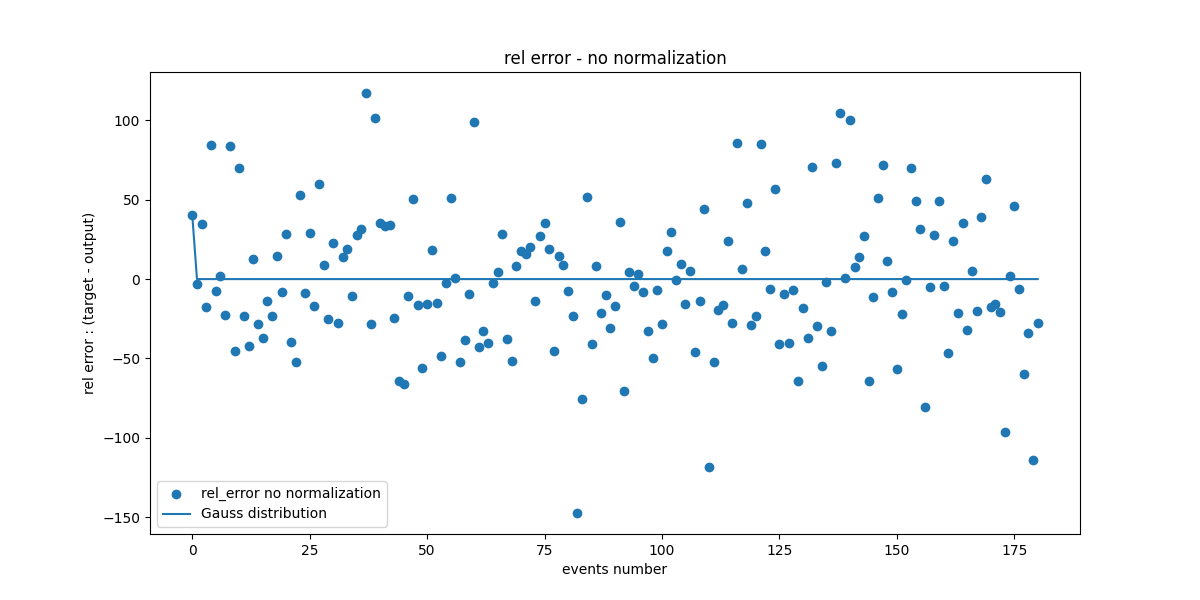 rel error - no normalization
rel error : (targret - output)
100
50
0
−50
−100
−150
rel_error no normalization
Gauss distribution
0
25
50
75
100
125
150
175
events number